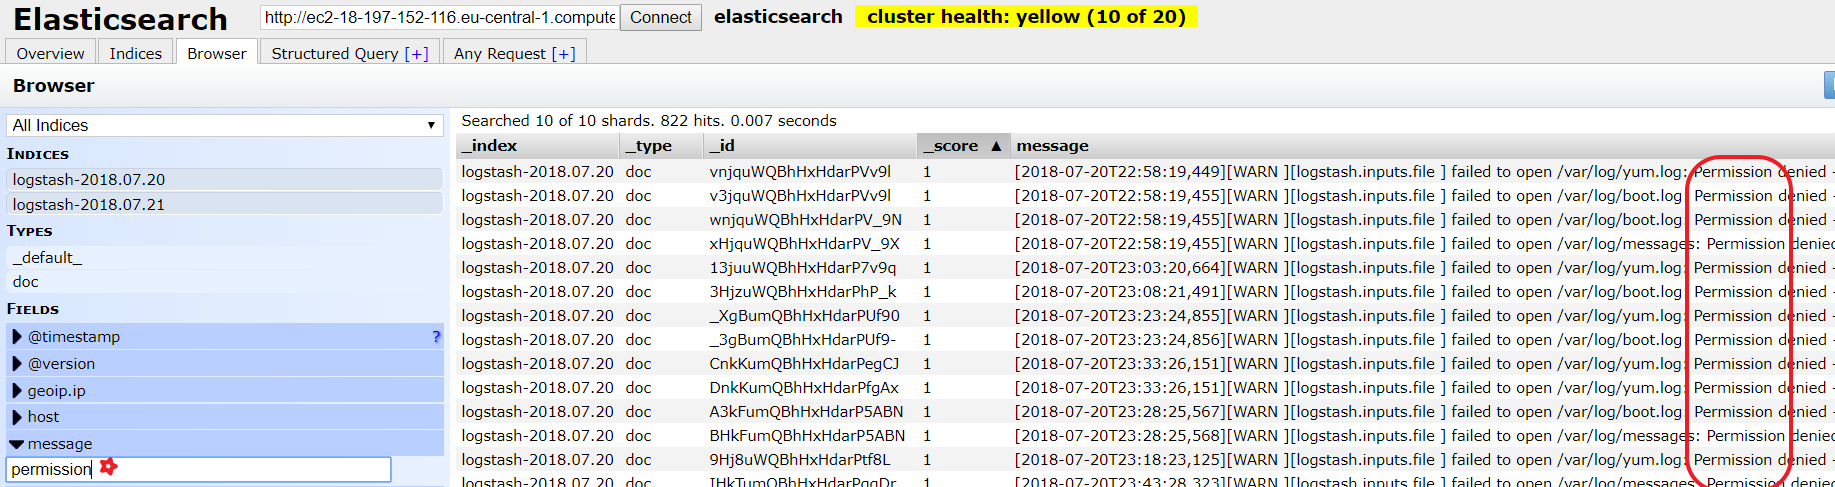 Elasticsearch http://ec2-18-197-152-116.eu-central-1.compute Connect elasticsearch cluster health: yellow (10 of 20)
Overview Indices Browser Structured Query [+] Any Request [+]
Browser
All Indices
INDICES
logstash-2018.07.20
logstash-2018.07.21
TYPES
_default_
doc
FIELDS
@timestamp ?
@version
geoip.ip
host
message
permission
Searched 10 of 10 shards. 822 hits. 0.007 seconds
_index _type _id _score ▲ message
logstash-2018.07.20 doc vnjquWQBhHxHdarPVv9l 1 [2018-07-20T22:58:19,449][WARN ][logstash.inputs.file ] failed to open /var/log/yum.log: Permission denied -
logstash-2018.07.20 doc v3jquWQBhHxHdarPVv9l 1 [2018-07-20T22:58:19,455][WARN ][logstash.inputs.file ] failed to open /var/log/boot.log: Permission denied -
logstash-2018.07.20 doc wnjquWQBhHxHdarPV_9N 1 [2018-07-20T22:58:19,455][WARN ][logstash.inputs.file ] failed to open /var/log/boot.log: Permission denied -
logstash-2018.07.20 doc xHjquWQBhHxHdarPV_9X 1 [2018-07-20T22:58:19,455][WARN ][logstash.inputs.file ] failed to open /var/log/messages: Permission denied
logstash-2018.07.20 doc 13juuWQBhHxHdarP7v9q 1 [2018-07-20T23:03:20,664][WARN ][logstash.inputs.file ] failed to open /var/log/yum.log: Permission denied -
logstash-2018.07.20 doc 3HjzuWQBhHxHdarPhP_k 1 [2018-07-20T23:08:21,491][WARN ][logstash.inputs.file ] failed to open /var/log/boot.log: Permission denied -
logstash-2018.07.20 doc _XgBumQBhHxHdarPUf90 1 [2018-07-20T23:23:24,855][WARN ][logstash.inputs.file ] failed to open /var/log/yum.log: Permission denied -
logstash-2018.07.20 doc _3gBumQBhHxHdarPUf9- 1 [2018-07-20T23:23:24,856][WARN ][logstash.inputs.file ] failed to open /var/log/boot.log: Permission denied -
logstash-2018.07.20 doc CnkKumQBhHxHdarPegCJ 1 [2018-07-20T23:33:26,151][WARN ][logstash.inputs.file ] failed to open /var/log/yum.log: Permission denied -
logstash-2018.07.20 doc DnkKumQBhHxHdarPfgAx 1 [2018-07-20T23:33:26,151][WARN ][logstash.inputs.file ] failed to open /var/log/yum.log: Permission denied -
logstash-2018.07.20 doc A3kFumQBhHxHdarP5ABN 1 [2018-07-20T23:28:25,567][WARN ][logstash.inputs.file ] failed to open /var/log/boot.log: Permission denied -
logstash-2018.07.20 doc BHkFumQBhHxHdarP5ABN 1 [2018-07-20T23:28:25,568][WARN ][logstash.inputs.file ] failed to open /var/log/messages: Permission denied
logstash-2018.07.20 doc 9Hj8uWQBhHxHdarPtf8L 1 [2018-07-20T23:18:23,125][WARN ][logstash.inputs.file ] failed to open /var/log/yum.log: Permission denied -
logstash-2018.07.20 doc 1 [2018-07-20T23:43:28,323][WARN ][logstash.inputs.file ] failed to open /var/log/messages: Permission denied